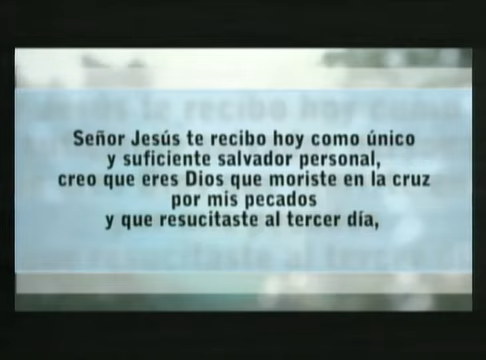 Señor Jesús te recibo hoy como único
y suficiente salvador personal,
creo que eres Dios que moriste en la cruz
por mis pecados
y que resucitaste al tercer día,